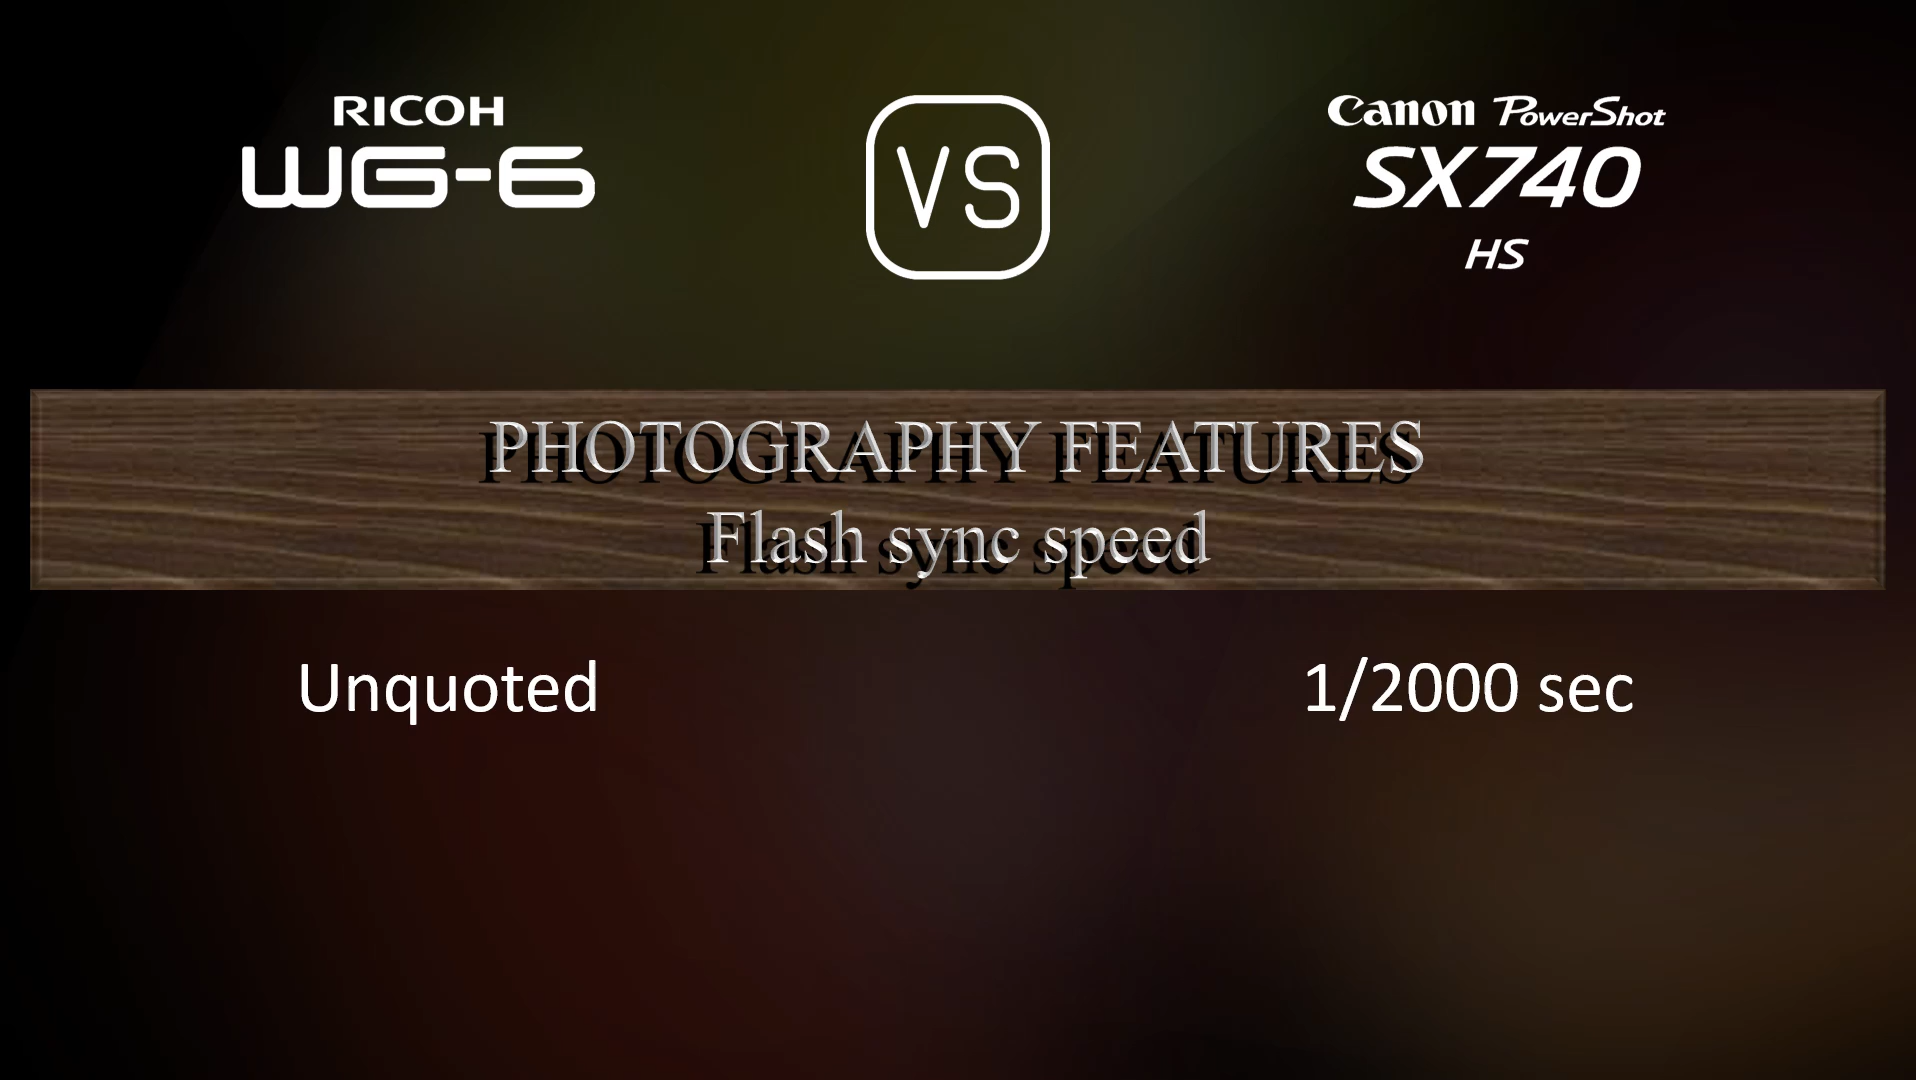 RICOH
WG-6
VS
Canon PowerShot
SX740
HS
PHOTOGRAPHY FEATURES
Flash sync speed
Unquoted
1/2000 sec